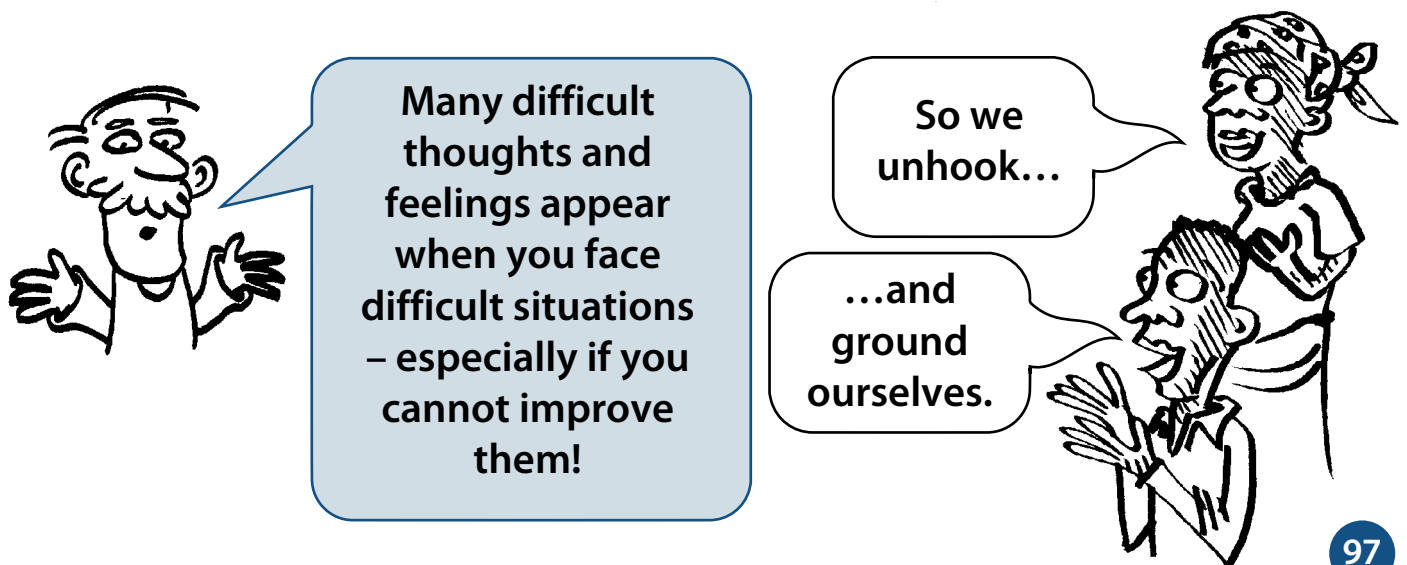 Many difficult
thoughts and
feelings appear
when you face
difficult situations
– especially if you
cannot improve
them!
So we
unhook…
…and
ground
ourselves.
97